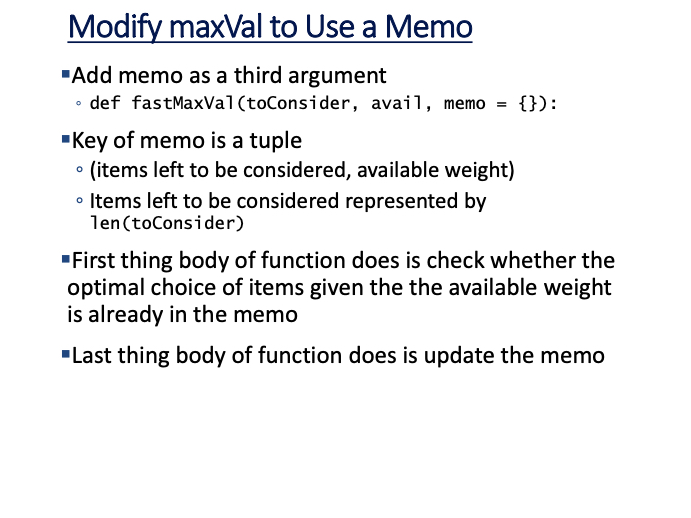 Modify maxVal to Use a Memo
▪Add memo as a third argument
◦ def fastMaxVal(toConsider, avail, memo = {}):
▪Key of memo is a tuple
◦ (items left to be considered, available weight)
◦ Items left to be considered represented by
len(toConsider)
▪First thing body of function does is check whether the
optimal choice of items given the the available weight
is already in the memo
▪Last thing body of function does is update the memo